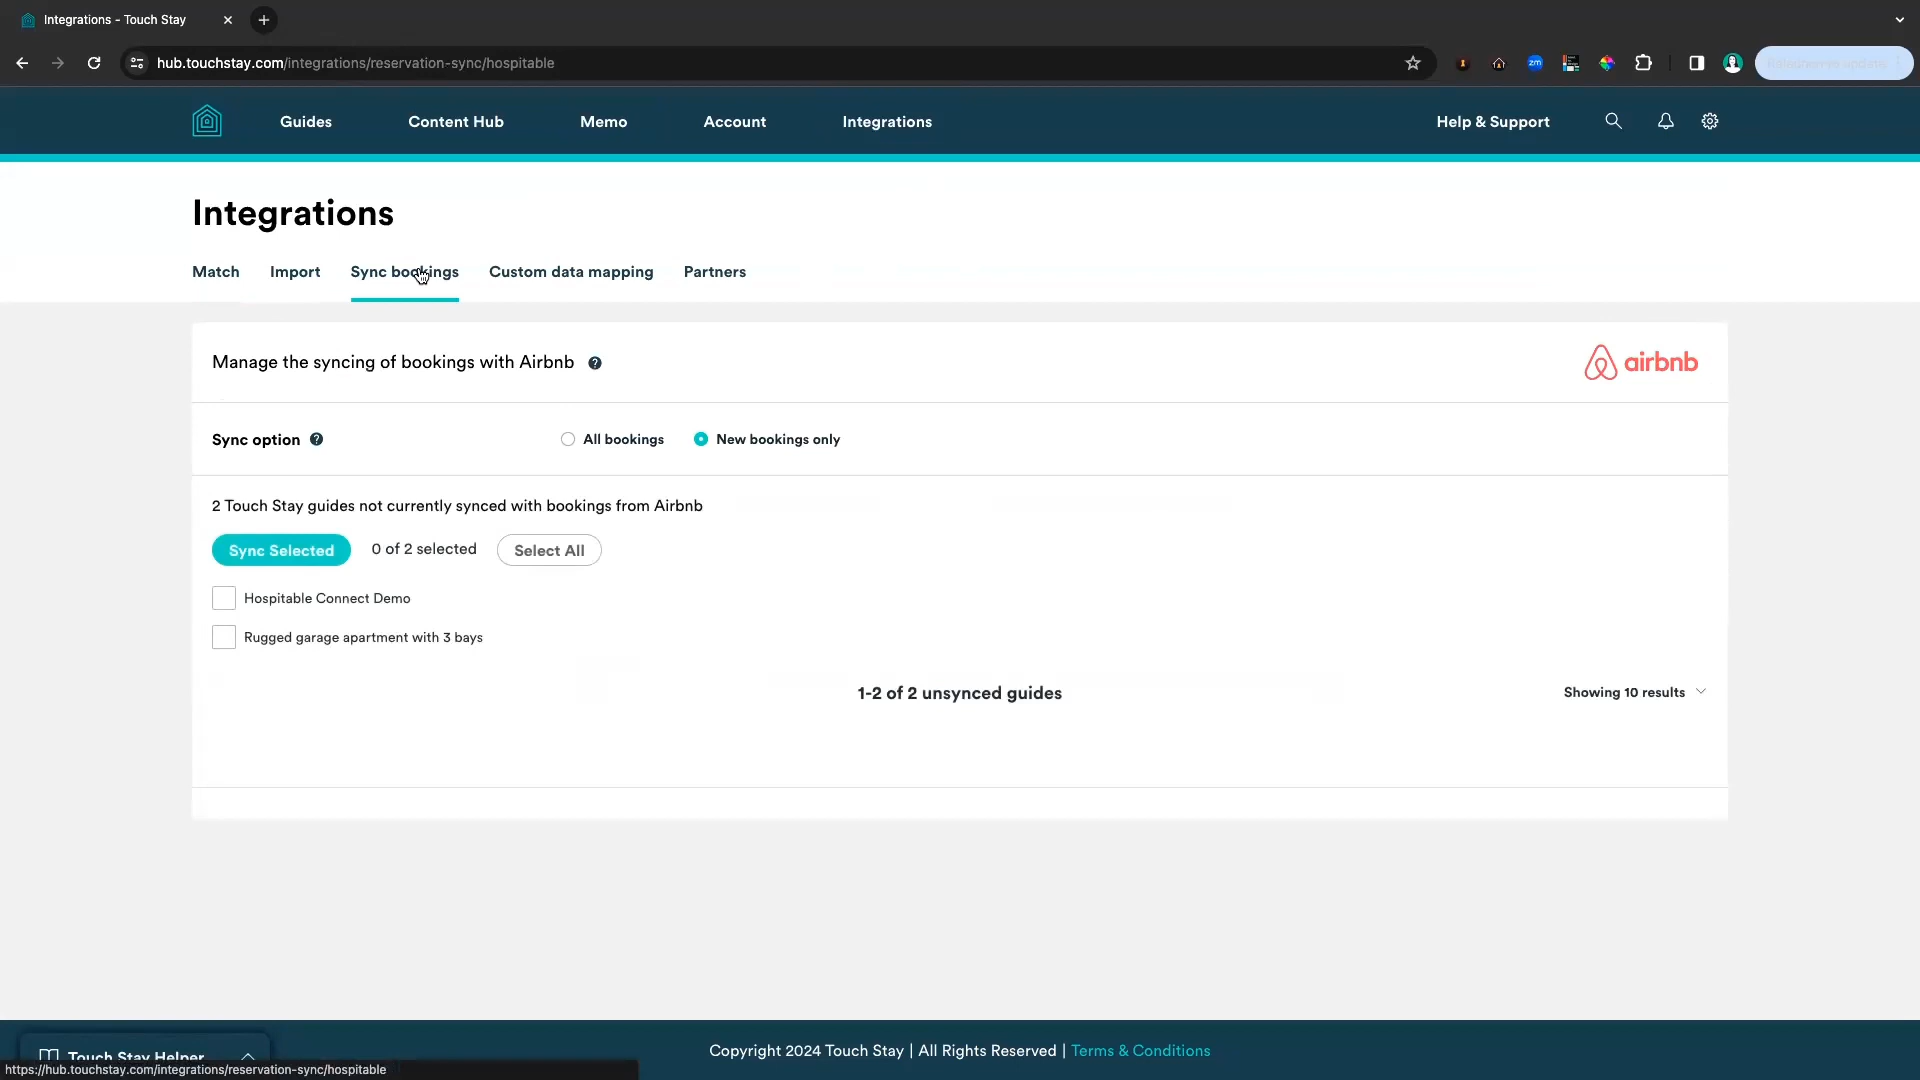 Integrations - Touch Stay
hub.touchstay.com/integrations/reservation-sync/hospitable
zm
Guides
Content Hub
Memo
Account
Integrations
Help & Support
Integrations
Match
Import
Sync bookings
Custom data mapping
Partners
Manage the syncing of bookings with Airbnb ?
airbnb
Sync option ?
All bookings
New bookings only
2 Touch Stay guides not currently synced with bookings from Airbnb
Sync Selected
0 of 2 selected
Select All
Hospitable Connect Demo
Rugged garage apartment with 3 bays
1-2 of 2 unsynced guides
Showing 10 results
Touch Stay Helper
Copyright 2024 Touch Stay | All Rights Reserved | Terms & Conditions
https://hub.touchstay.com/integrations/reservation-sync/hospitable